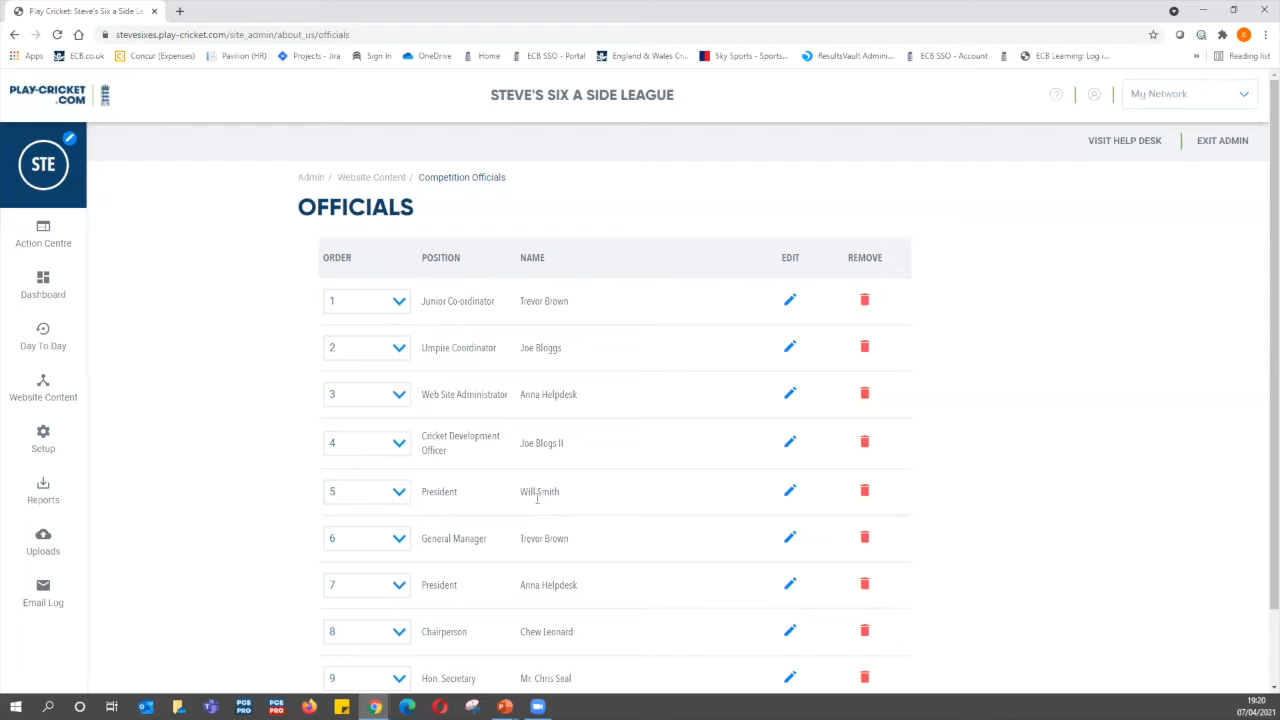 Play Cricket: Steve's Six a Side Le
stevesixes.play-cricket.com/site_admin/about_us/officials
Apps ECB.co.uk Concur (Expenses) Pavilion (HR) Projects - Jira Sign In OneDrive Home ECB SSO - Portal England & Wales Cr... Sky Sports - Sports... ResultsVault Admini... ECB SSO - Account ECB Learning: Log i... » Reading list
PLAY-CRICKET
.COM
STEVE'S SIX A SIDE LEAGUE
My Network
VISIT HELP DESK EXIT ADMIN
STE
Action Centre
Dashboard
Day To Day
Website Content
Setup
Reports
Uploads
Email Log
Admin / Website Content / Competition Officials
OFFICIALS
ORDER POSITION NAME EDIT REMOVE
1 Junior Co-ordinator Trevor Brown
2 Umpire Coordinator Joe Bloggs
3 Web Site Administrator Anna Helpdesk
4 Cricket Development
Officer Joe Blogs II
5 President Will Smith
6 General Manager Trevor Brown
7 President Anna Helpdesk
8 Chairperson Chew Leonard
9 Hon. Secretary Mr. Chris Seal
PCS
PRO
PCS
PRO
19:20
07/04/2021